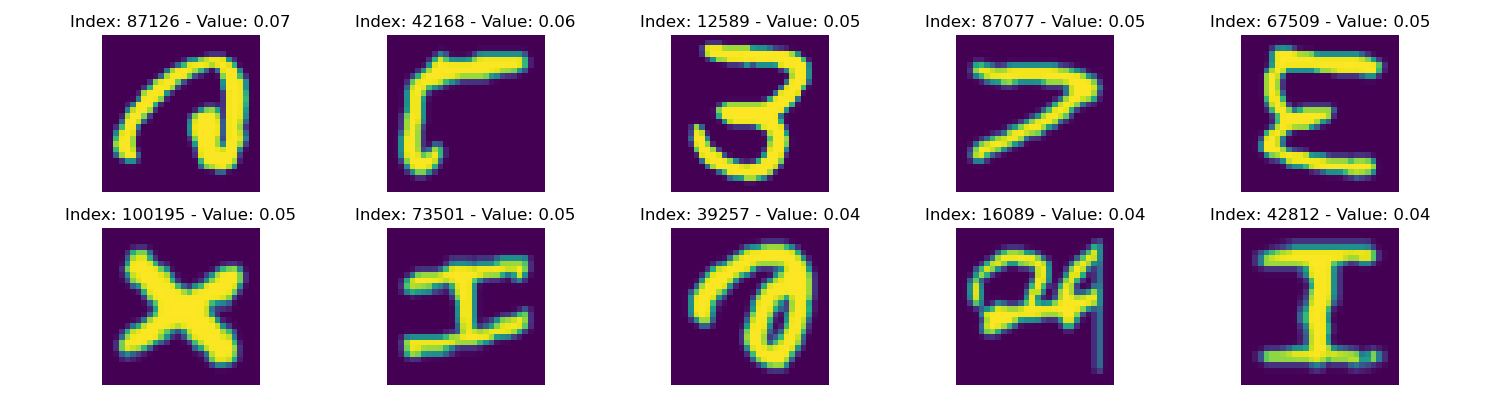 Index: 87126 - Value: 0.07 Index: 42168 - Value: 0.06 Index: 12589 - Value: 0.05 Index: 87077 - Value: 0.05 Index: 67509 - Value: 0.05
3 >
Index: 100195 - Value: 0.05 Index: 73501 - Value: 0.05 Index: 39257 - Value: 0.04 Index: 16089 - Value: 0.04 Index: 42812 - Value: 0.04
X I I